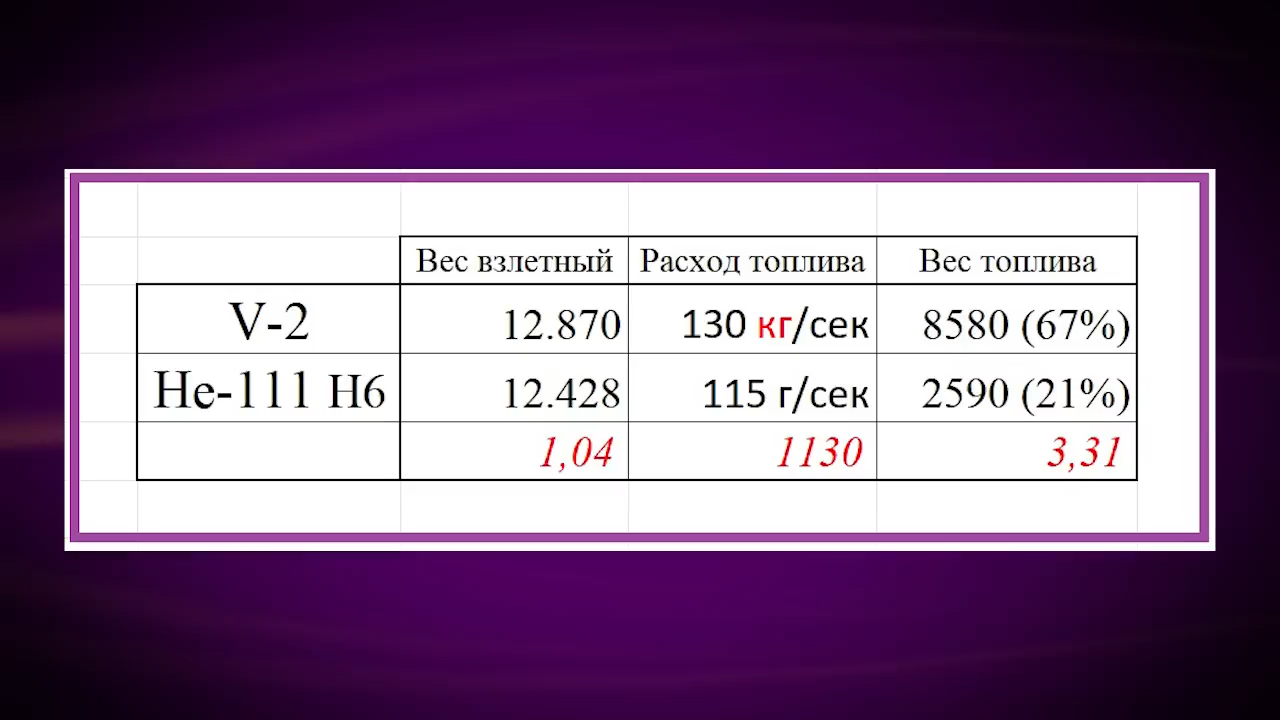 Вес взлетный Расход топлива Вес топлива
V-2 12.870 130 кг/сек 8580 (67%)
He-111 H6 12.428 115 г/сек 2590 (21%)
1,04 1130 3,31